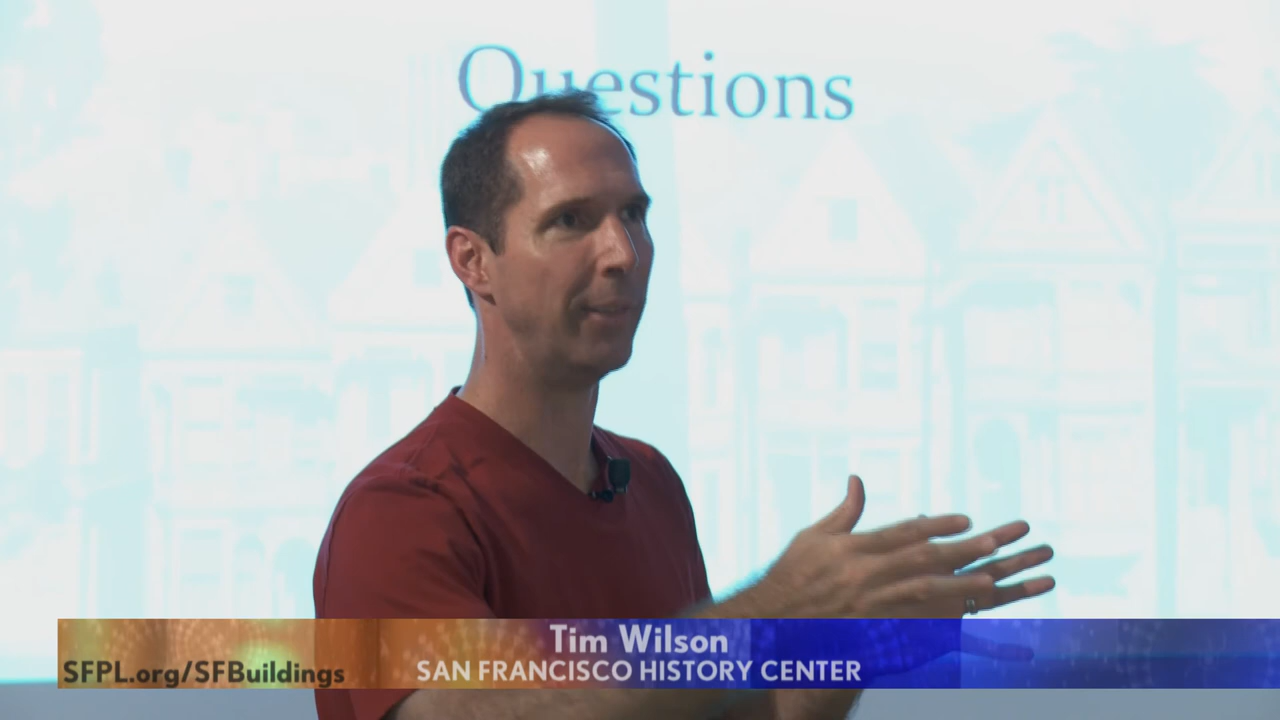 Questions
Tim Wilson
SFPL.org/SFBuildings
SAN FRANCISCO HISTORY CENTER